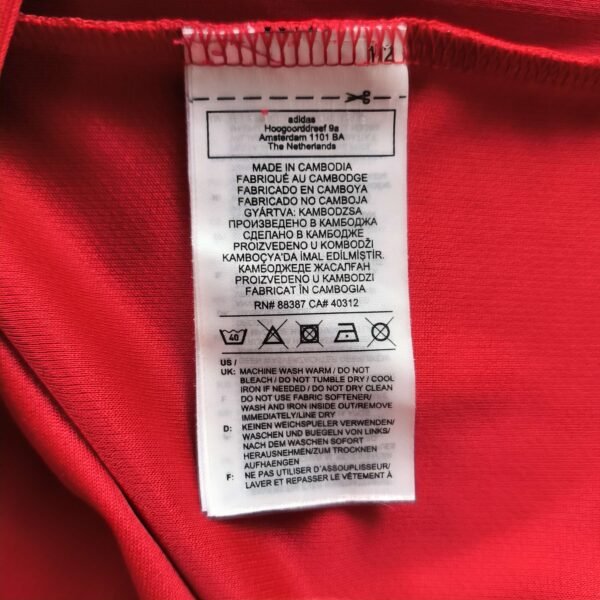 1/2
adidas
Hoogoorddreef 9a
Amsterdam 1101 BA
The Netherlands
MADE IN CAMBODIA
FABRIQUÉ AU CAMBODGE
FABRICADO EN CAMBOYA
FABRICADO NO CAMBOJA
GYÁRTVA: KAMBODZSA
ПРОИЗВЕДЕНО В КАМБОДЖА
СДЕЛАНО В КАМБОДЖЕ
PROIZVEDENO U KOMBODŽI
KAMBOÇYA'DA İMAL EDİLMİŞTİR.
КАМБОДЖЕДЕ ЖАСАЛҒАН
PROIZVEDENO U KAMBODŽI
FABRICAT ÎN CAMBOGIA
RN# 88387 CA# 40312
40
US /
UK: MACHINE WASH WARM / DO NOT
BLEACH / DO NOT TUMBLE DRY / COOL
IRON IF NEEDED / DO NOT DRY CLEAN
DO NOT USE FABRIC SOFTENER/
WASH AND IRON INSIDE OUT/REMOVE
IMMEDIATELY/LINE DRY
D: KEINEN WEICHSPUELER VERWENDEN/
WASCHEN UND BUEGELN VON LINKS/
NACH DEM WASCHEN SOFORT
HERAUSNEHMEN/ZUM TROCKNEN
AUFHAENGEN
F: NE PAS UTILISER D'ASSOUPLISEUR/
LAVER ET REPASSER LE VÊTEMENT À